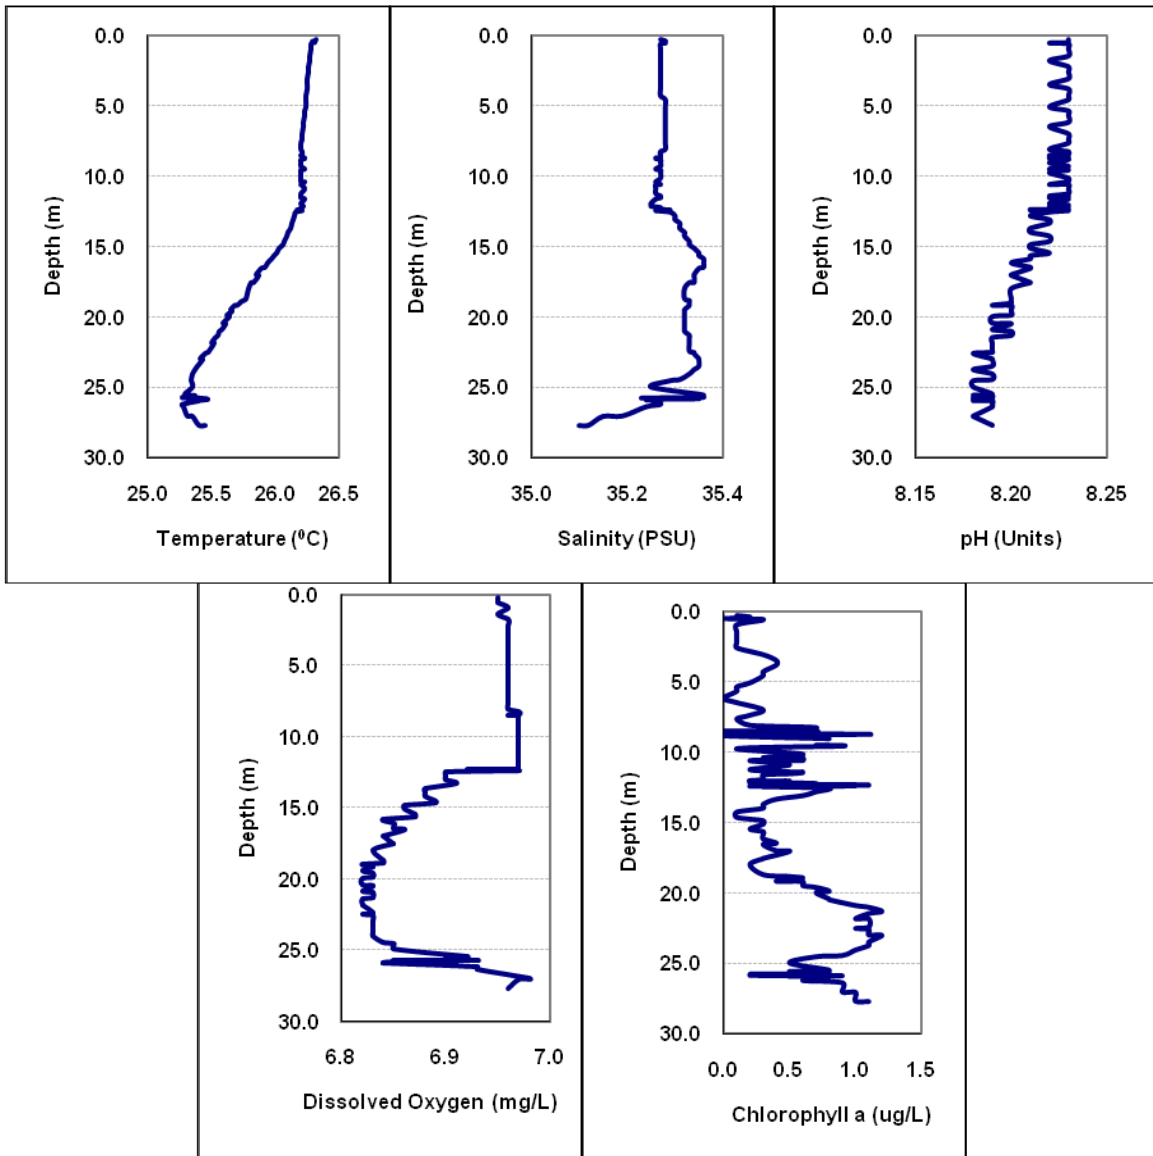 0.0
5.0
10.0
15.0
20.0
25.0
30.0
Depth (m)
25.0 25.5 26.0 26.5
Temperature (⁰C)
0.0
5.0
10.0
15.0
20.0
25.0
30.0
Depth (m)
35.0 35.2 35.4
Salinity (PSU)
0.0
5.0
10.0
15.0
20.0
25.0
30.0
Depth (m)
8.15 8.20 8.25
pH (Units)
0.0
5.0
10.0
15.0
20.0
25.0
30.0
Depth (m)
6.8 6.9 7.0
Dissolved Oxygen (mg/L)
0.0
5.0
10.0
15.0
20.0
25.0
30.0
Depth (m)
0.0 0.5 1.0 1.5
Chlorophyll a (ug/L)